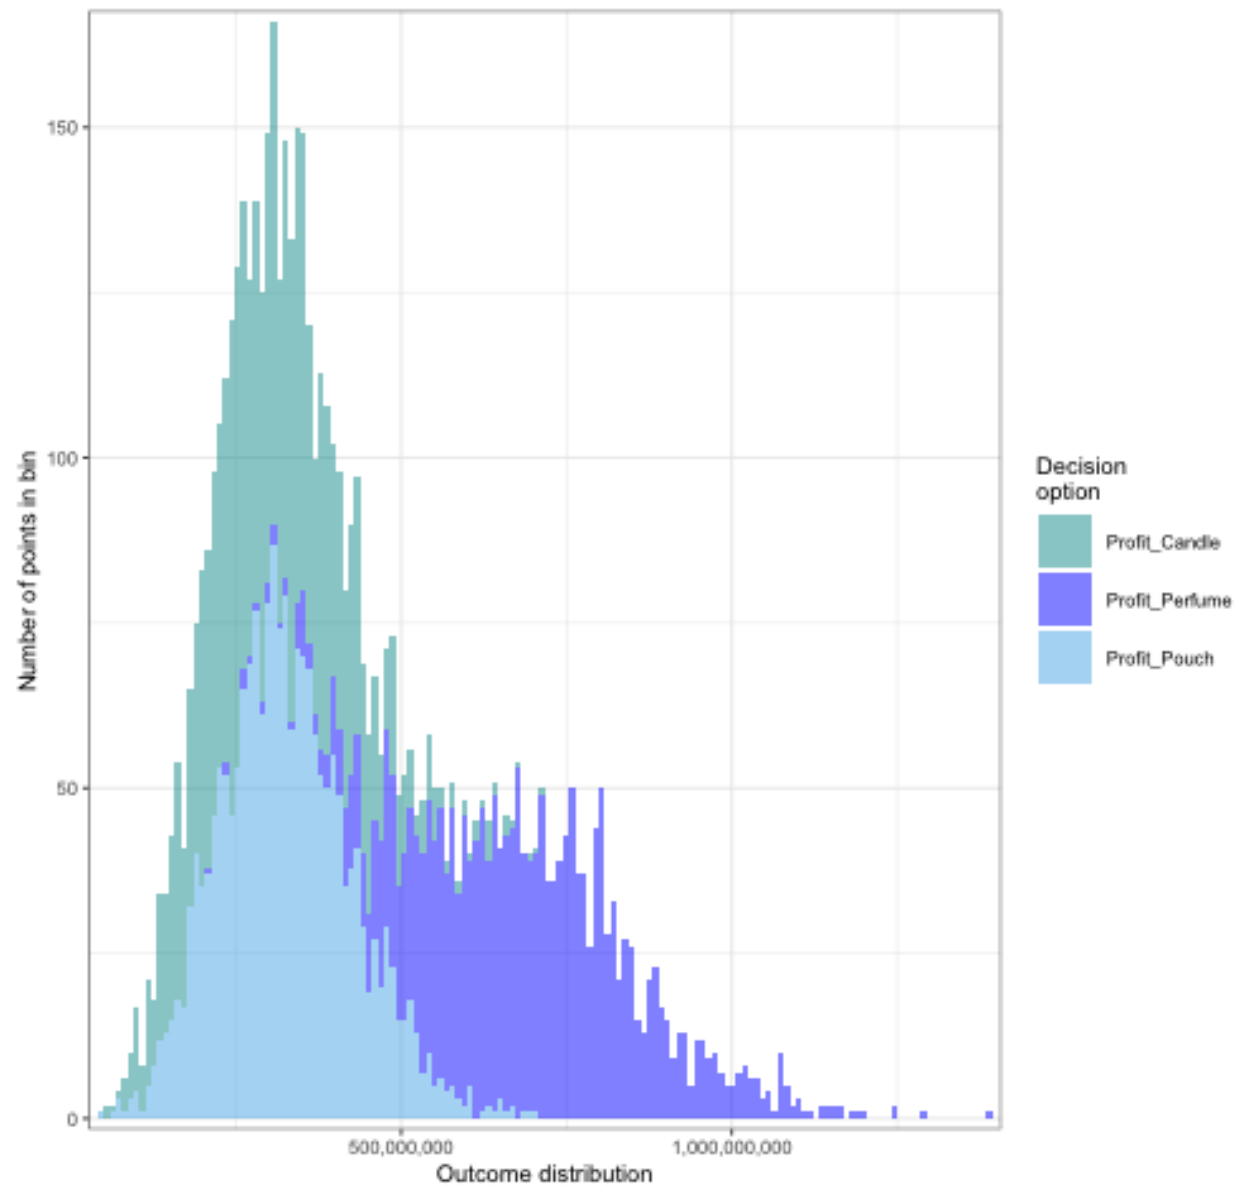 150
100
50
0
Number of points in bin
500,000,000
1,000,000,000
Outcome distribution
Decision
option
Profit_Candle
Profit_Perfume
Profit_Pouch